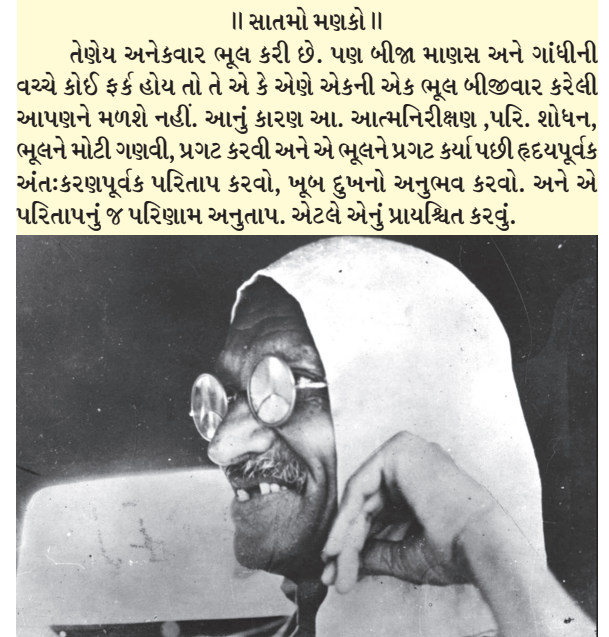 ॥ સાતમો મણકો ॥
તેણેય અનેકવાર ભૂલ કરી છે. પણ બીજા માણસ અને ગાંધીની
વચ્ચે કોઈ ફર્ક હોય તો તે એ કે એણે એકની એક ભૂલ બીજીવાર કરેલી
આપણને મળશે નહીં. આનું કારણ આ. આત્મનિરીક્ષણ ,પરિ. શોધન,
ભૂલને મોટી ગણવી, પ્રગટ કરવી અને એ ભૂલને પ્રગટ કર્યા પછી હૃદયપૂર્વક
અંતઃકરણપૂર્વક પરિતાપ કરવો, ખૂબ દુખનો અનુભવ કરવો. અને એ
પરિતાપનું જ પરિણામ અનુતાપ. એટલે એનું પ્રાયશ્ચિત કરવું.